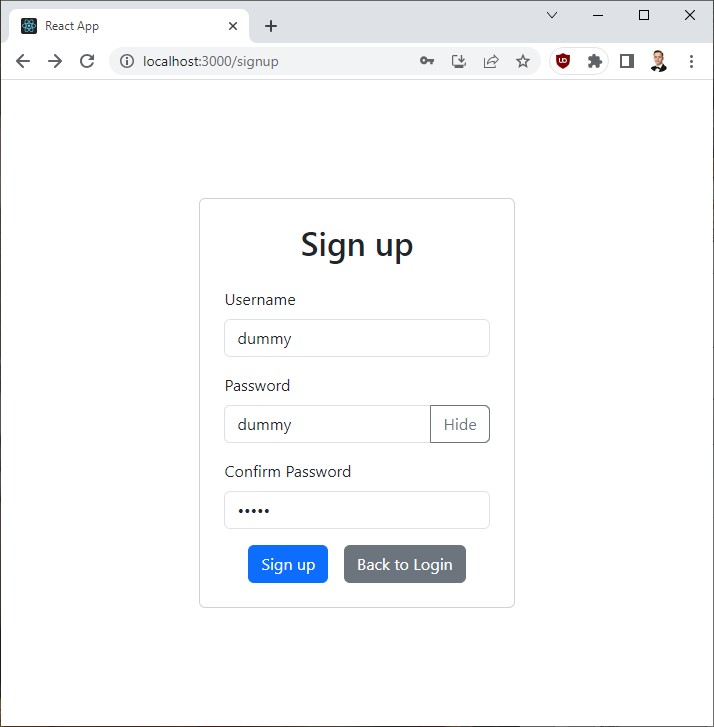 React App
localhost:3000/signup
Sign up
Username
dummy
Password
dummy Hide
Confirm Password
•••••
Sign up Back to Login